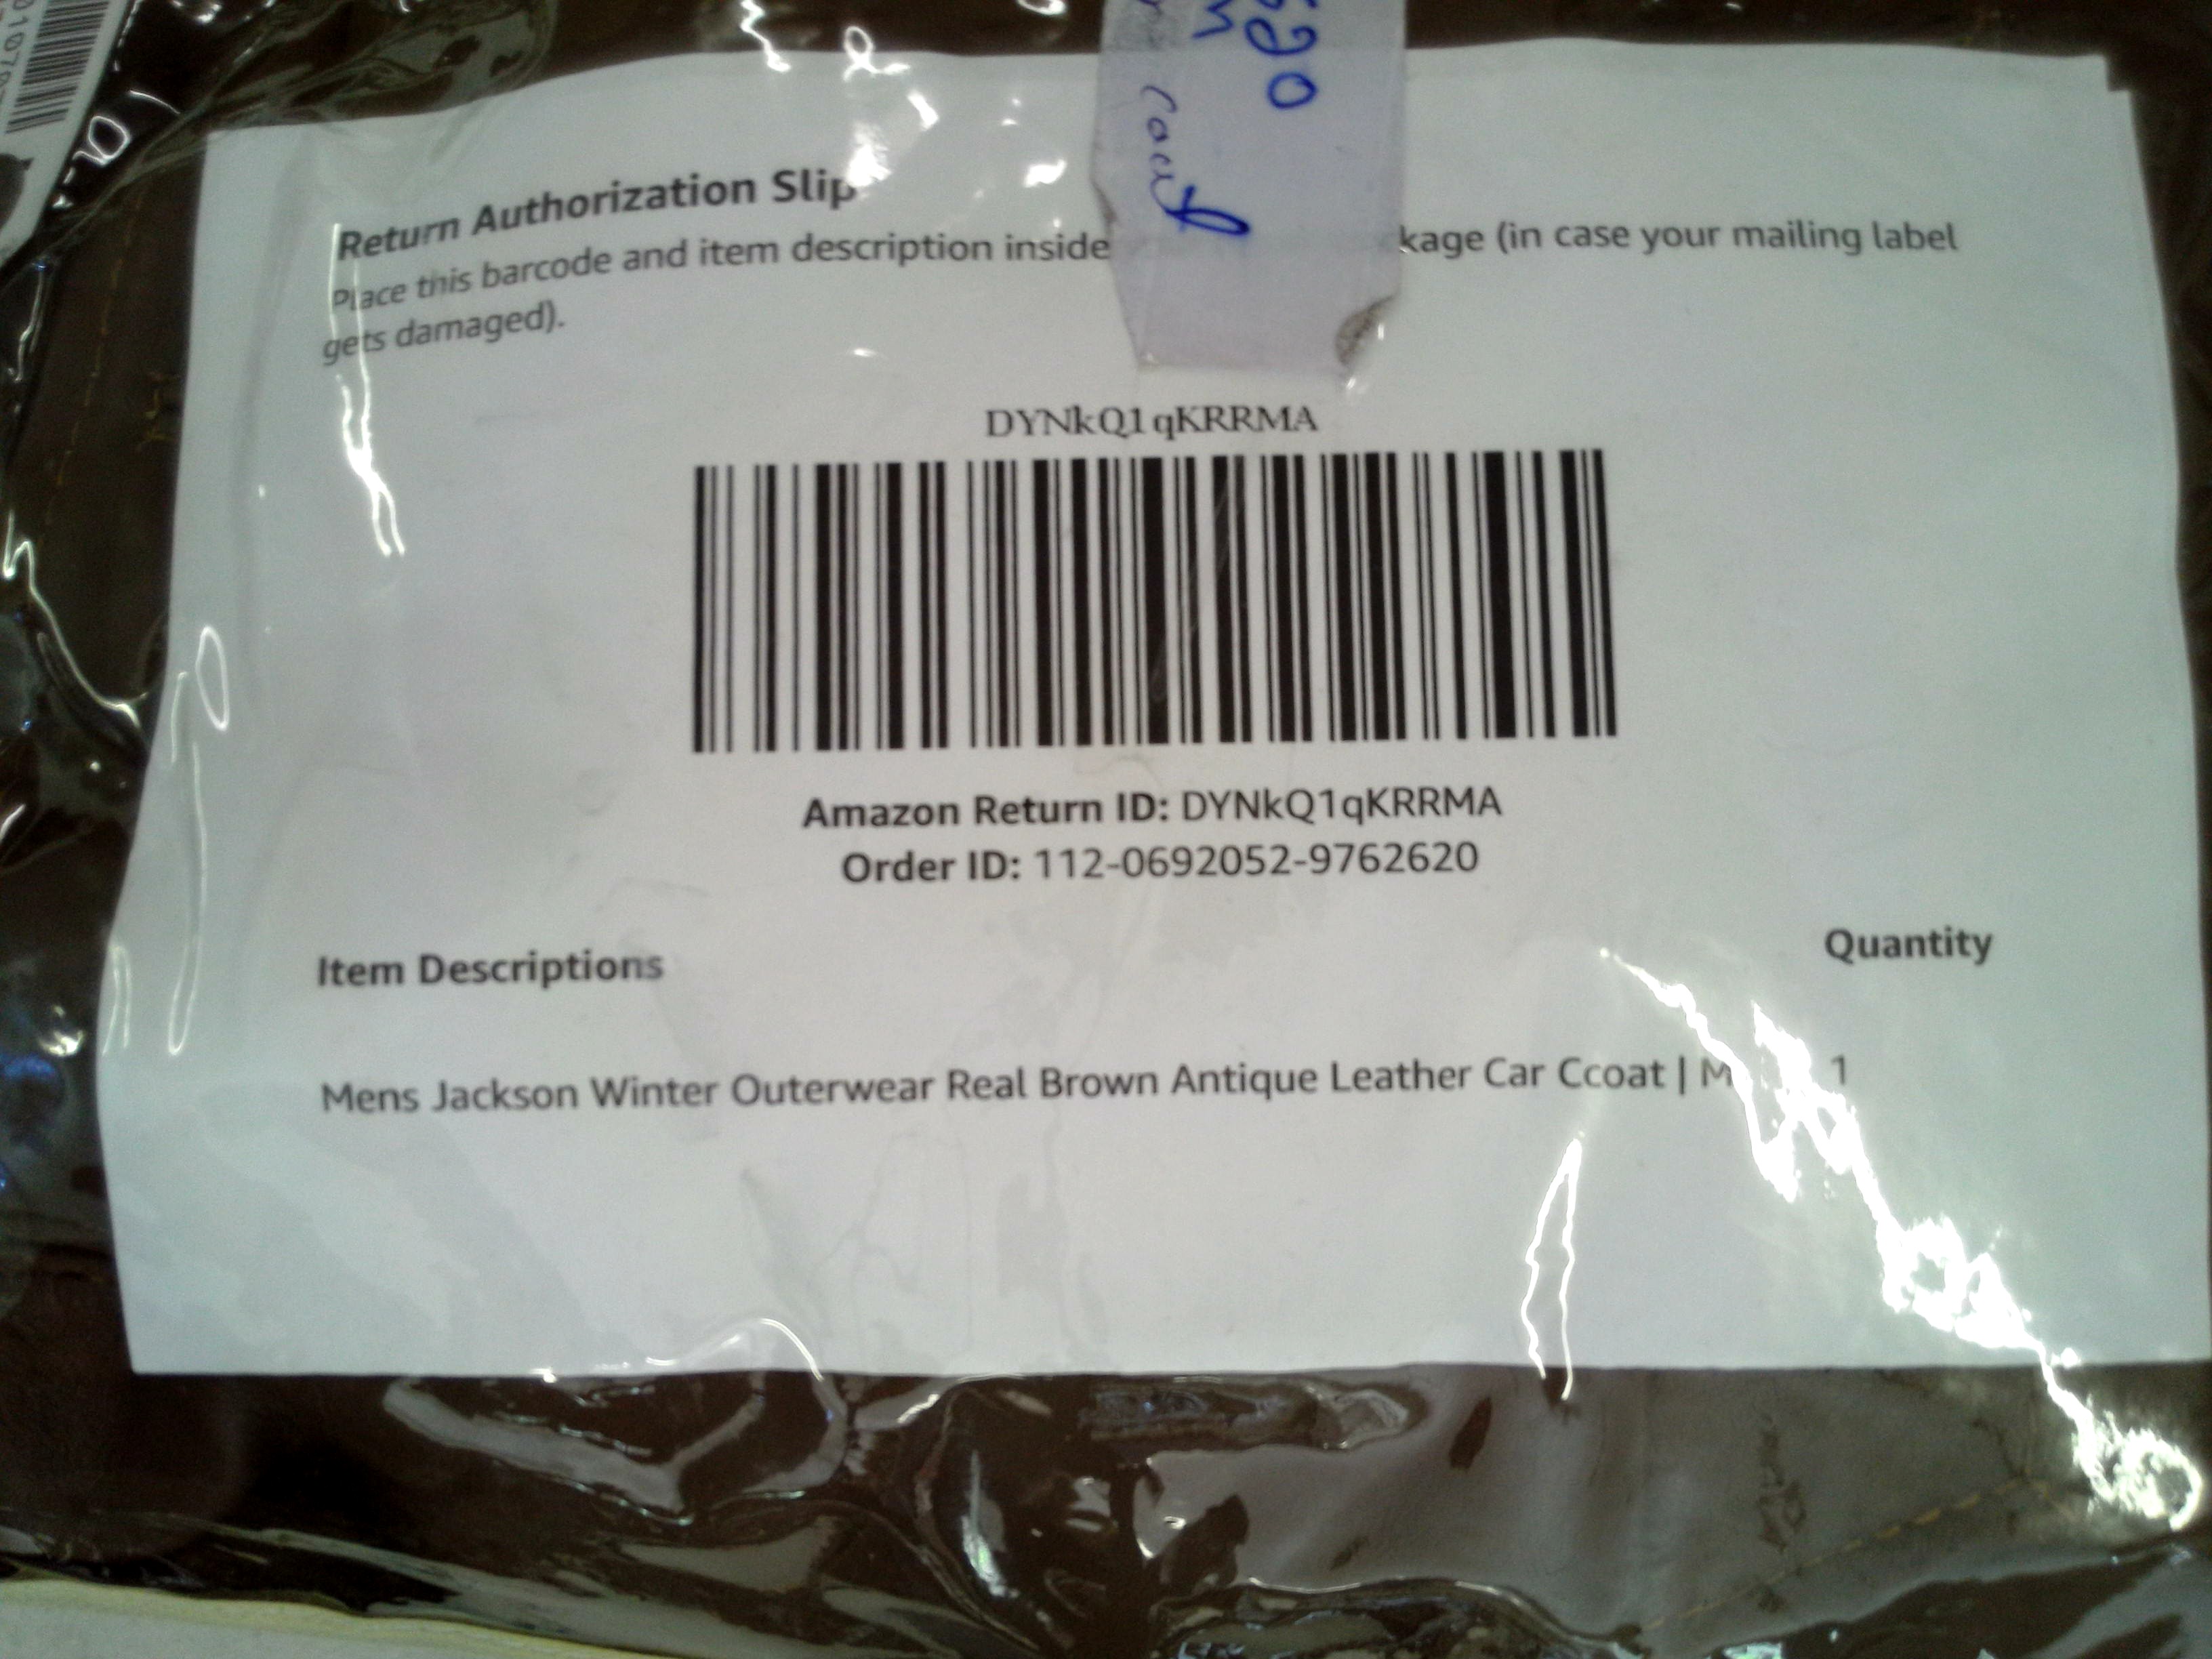 Return Authorization Slip
Place this barcode and item description inside kage (in case your mailing label
gets damaged).
DYNkQ1qKRRMA
Amazon Return ID: DYNkQ1qKRRMA
Order ID: 112-0692052-9762620
Item Descriptions Quantity
Mens Jackson Winter Outerwear Real Brown Antique Leather Car Ccoat | M 1